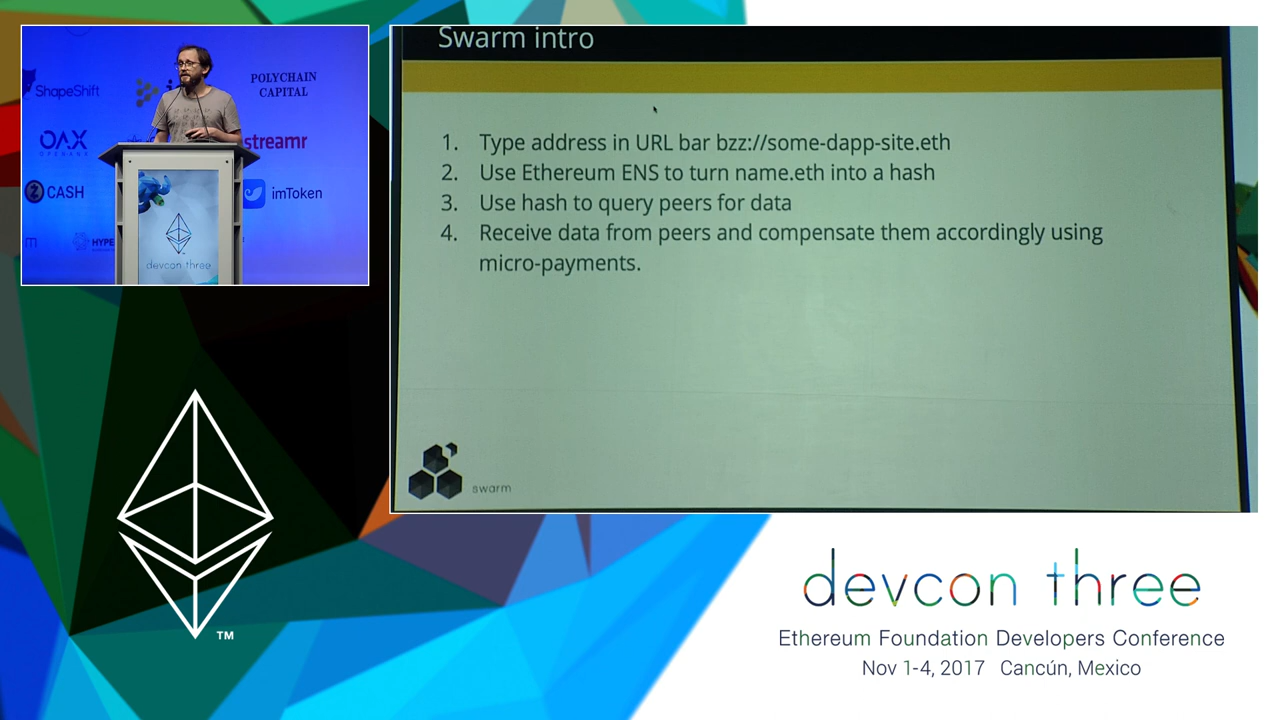 Swarm intro
1. Type address in URL bar bzz://some-dapp-site.eth
2. Use Ethereum ENS to turn name.eth into a hash
3. Use hash to query peers for data
4. Receive data from peers and compensate them accordingly using
micro-payments.
swarm
ShapeShift
POLYCHAIN
CAPITAL
OAX
streamr
CASH
imToken
HYPE
devcon three
TM
devcon three
Ethereum Foundation Developers Conference
Nov 1-4, 2017 Cancún, Mexico